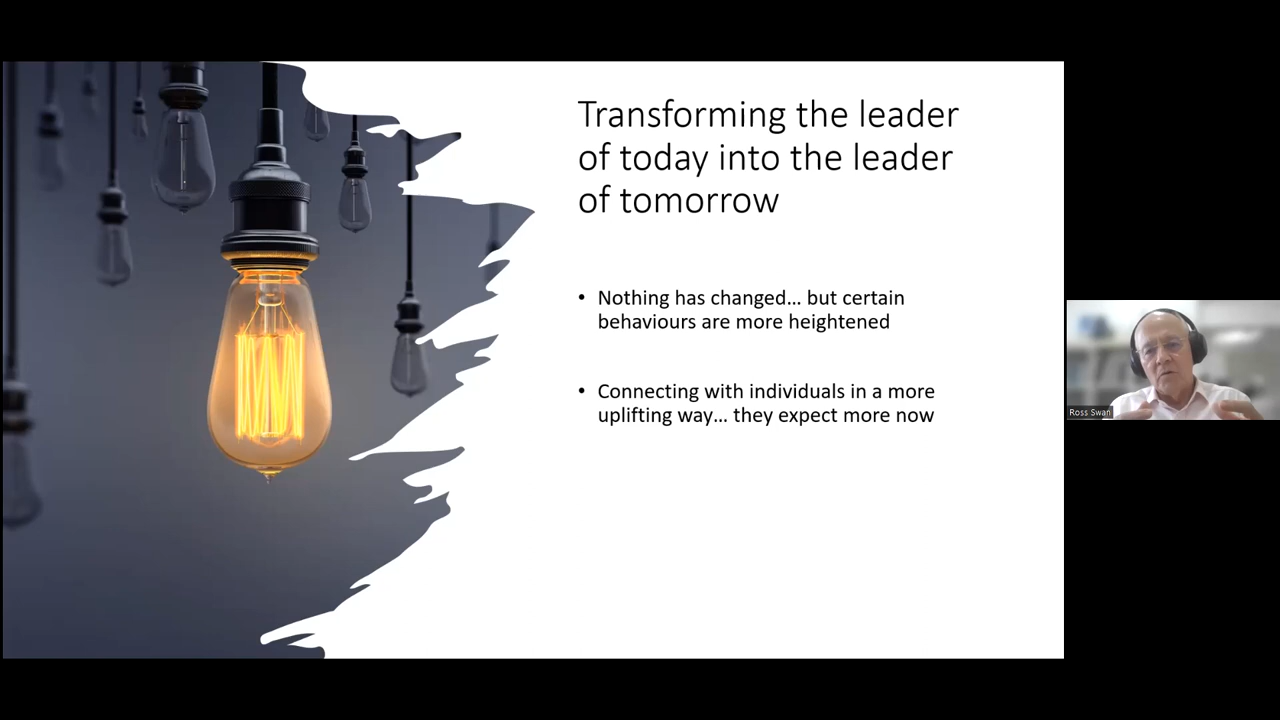 Transforming the leader
of today into the leader
of tomorrow
• Nothing has changed... but certain
behaviours are more heightened
• Connecting with individuals in a more
uplifting way... they expect more now
Ross Swan